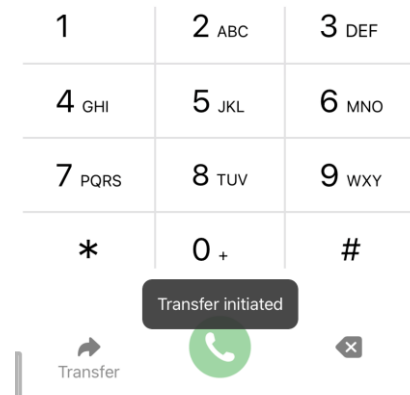 1 2 ABC 3 DEF
4 GHI 5 JKL 6 MNO
7 PQRS 8 TUV 9 WXY
* 0 + #
Transfer initiated
Transfer